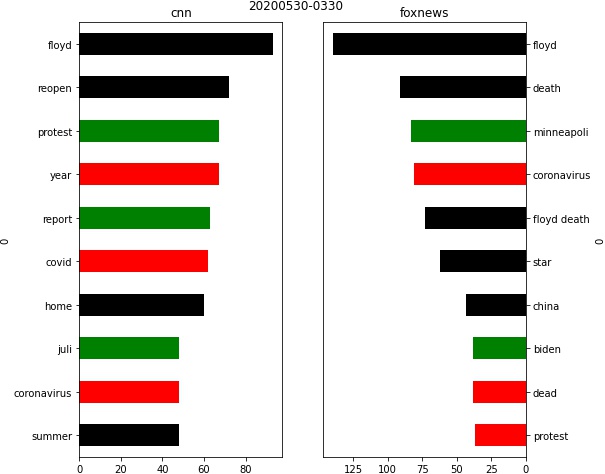 20200530-0330
cnn
foxnews
floyd
reopen
protest
year
report
covid
home
juli
coronavirus
summer
0
0 20 40 60 80
floyd
death
minneapoli
coronavirus
floyd death
star
china
biden
dead
protest
0
125 100 75 50 25 0